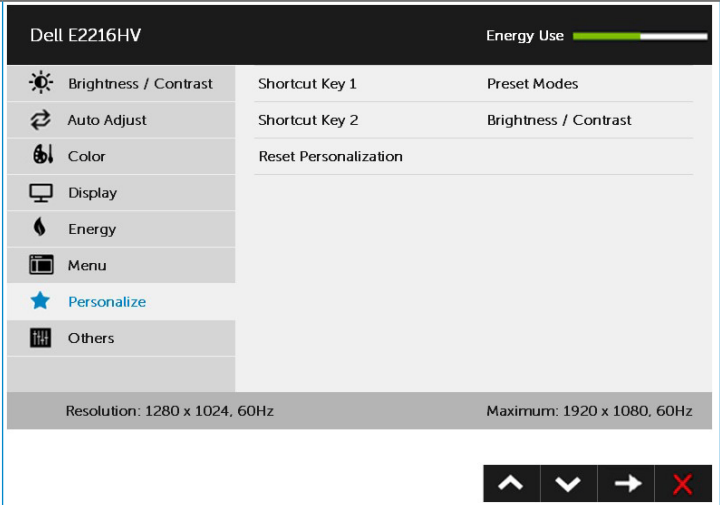 Dell E2216HV
Energy Use
Brightness / Contrast
Shortcut Key 1
Preset Modes
Auto Adjust
Shortcut Key 2
Brightness / Contrast
Color
Reset Personalization
Display
Energy
Menu
Personalize
Others
Resolution: 1280 x 1024, 60Hz
Maximum: 1920 x 1080, 60Hz